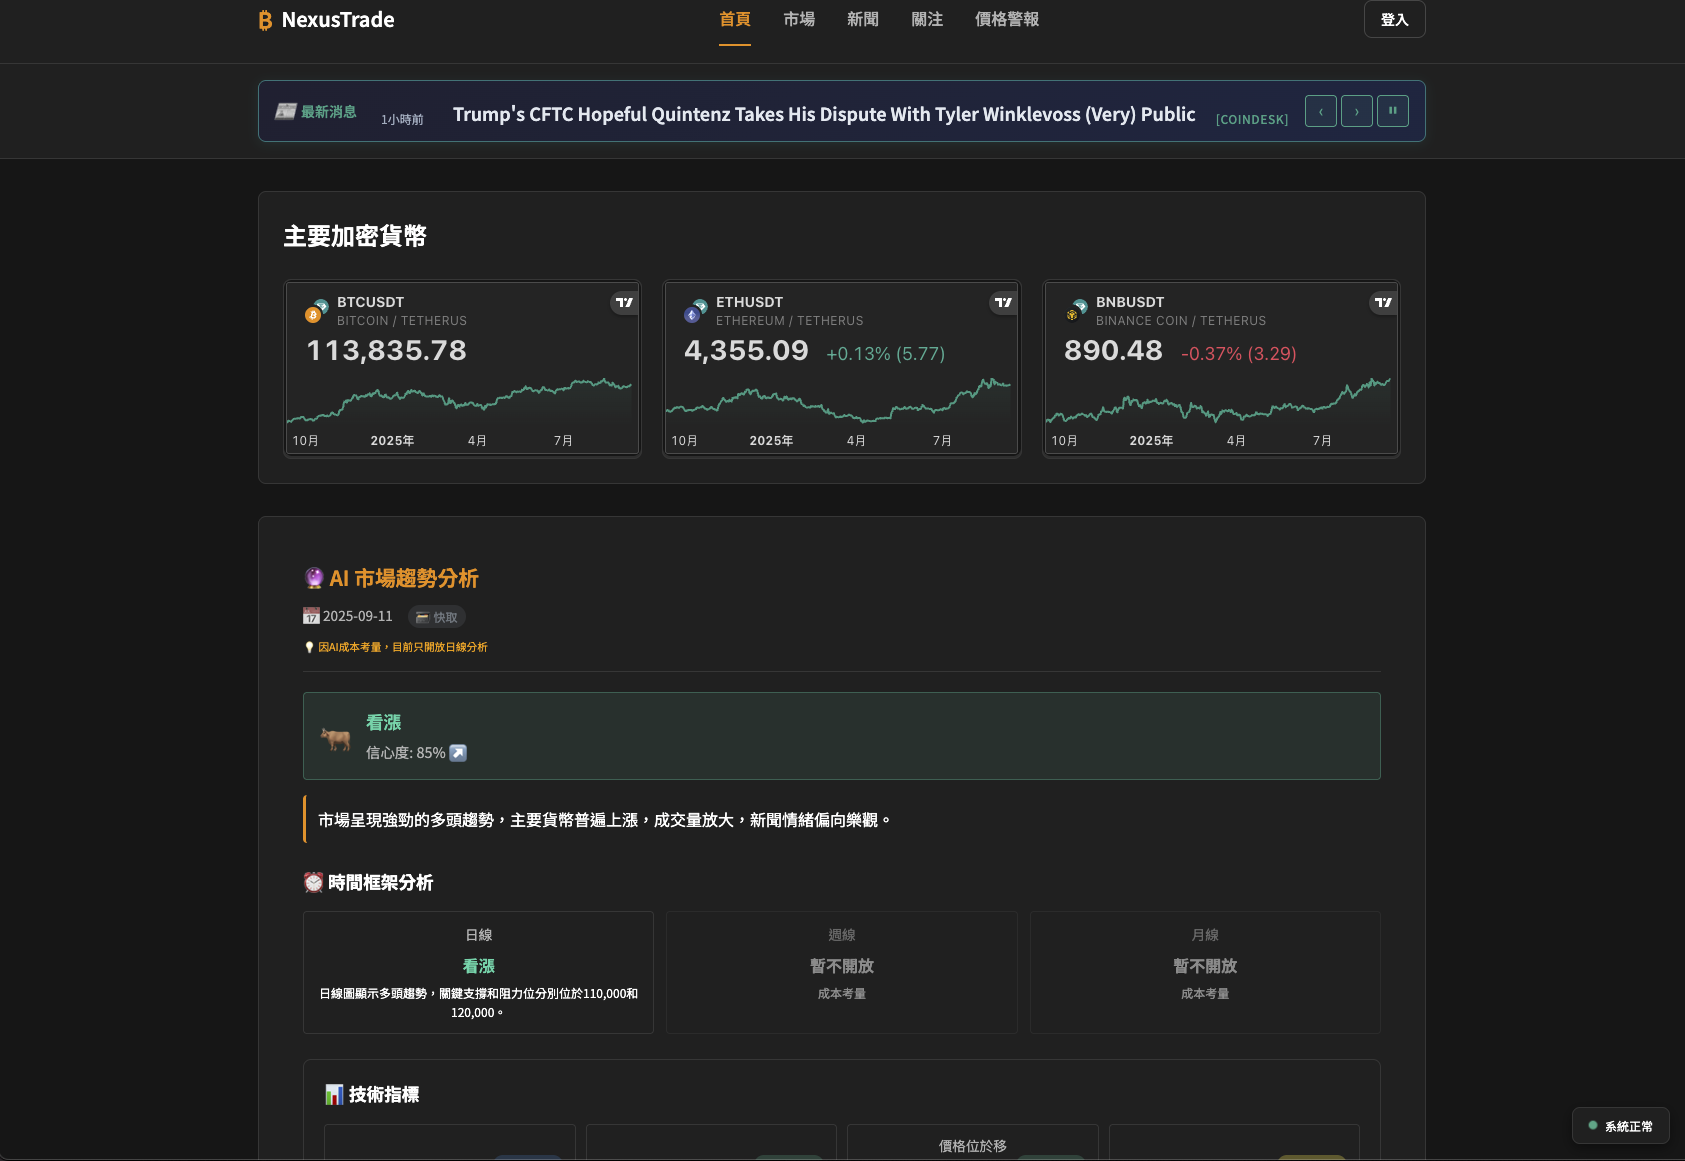 NexusTrade
首頁 市場 新聞 關注 價格警報
登入
最新消息 1小時前 Trump's CFTC Hopeful Quintenz Takes His Dispute With Tyler Winklevoss (Very) Public [COINDESK]
主要加密貨幣
BTCUSDT
BITCOIN / TETHERUS
113,835.78
10月 2025年 4月 7月
ETHUSDT
ETHEREUM / TETHERUS
4,355.09 +0.13% (5.77)
10月 2025年 4月 7月
BNBUSDT
BINANCE COIN / TETHERUS
890.48 -0.37% (3.29)
10月 2025年 4月 7月
AI 市場趨勢分析
2025-09-11 快取
因AI成本考量，目前只開放日線分析
看漲
信心度: 85%
市場呈現強勁的多頭趨勢，主要貨幣普遍上漲，成交量放大，新聞情緒偏向樂觀。
時間框架分析
日線
看漲
日線圖顯示多頭趨勢，關鍵支撐和阻力位分別位於110,000和
120,000。
週線
暫不開放
成本考量
月線
暫不開放
成本考量
技術指標
價格位於移
系統正常